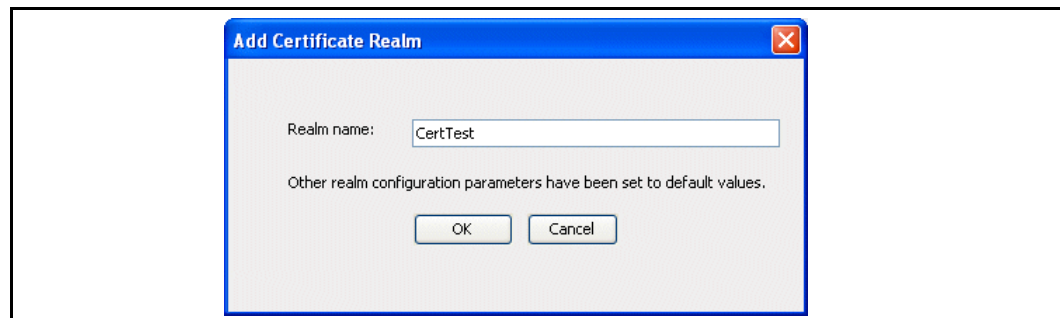 Add Certificate Realm
Realm name: CertTest
Other realm configuration parameters have been set to default values.
OK Cancel